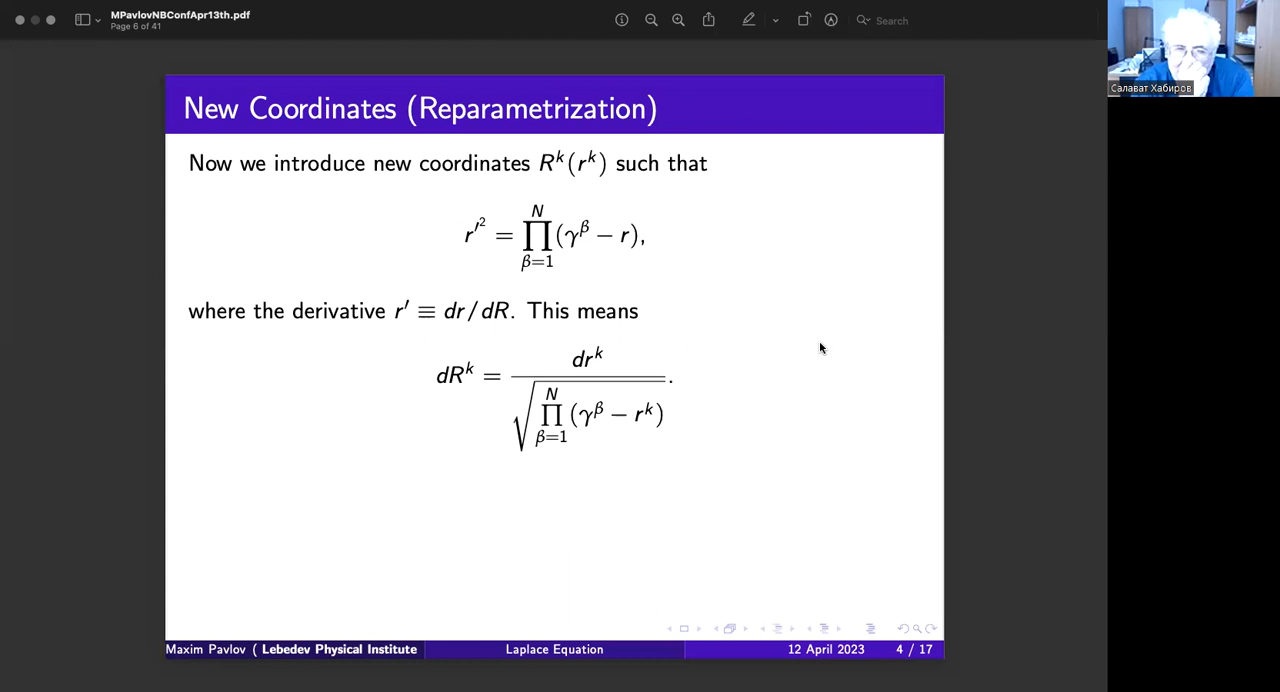 MPavlovNBConfApr13th.pdf
Page 6 of 41
Search
Салават Хабиров
New Coordinates (Reparametrization)
Now we introduce new coordinates R^k(r^k) such that
r′^2 = ∏_{β=1}^{N} (γ^β − r),
where the derivative r′ ≡ dr/dR. This means
dR^k = dr^k / √(∏_{β=1}^{N} (γ^β − r^k)).
Maxim Pavlov ( Lebedev Physical Institute
Laplace Equation
12 April 2023
4 / 17